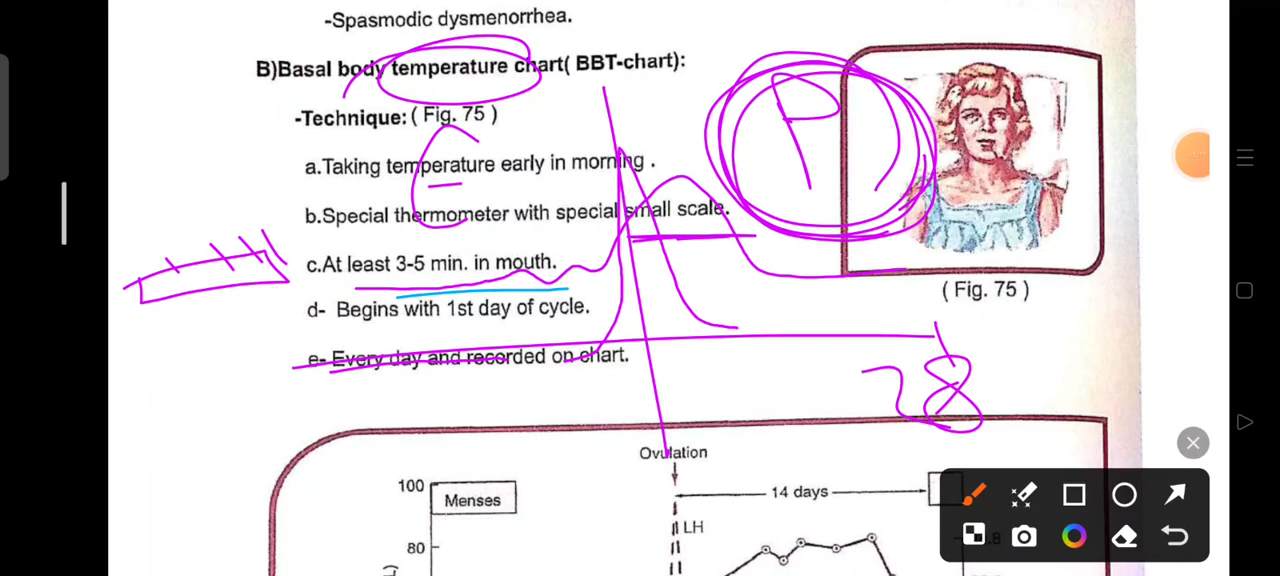 -Spasmodic dysmenorrhea.
B)Basal body temperature chart( BBT-chart):
-Technique: ( Fig. 75 )
a.Taking temperature early in morning .
b.Special thermometer with special small scale.
c.At least 3-5 min. in mouth.
d- Begins with 1st day of cycle.
e- Every day and recorded on chart.
P
( Fig. 75 )
28
Ovulation
100
Menses
14 days
LH
80